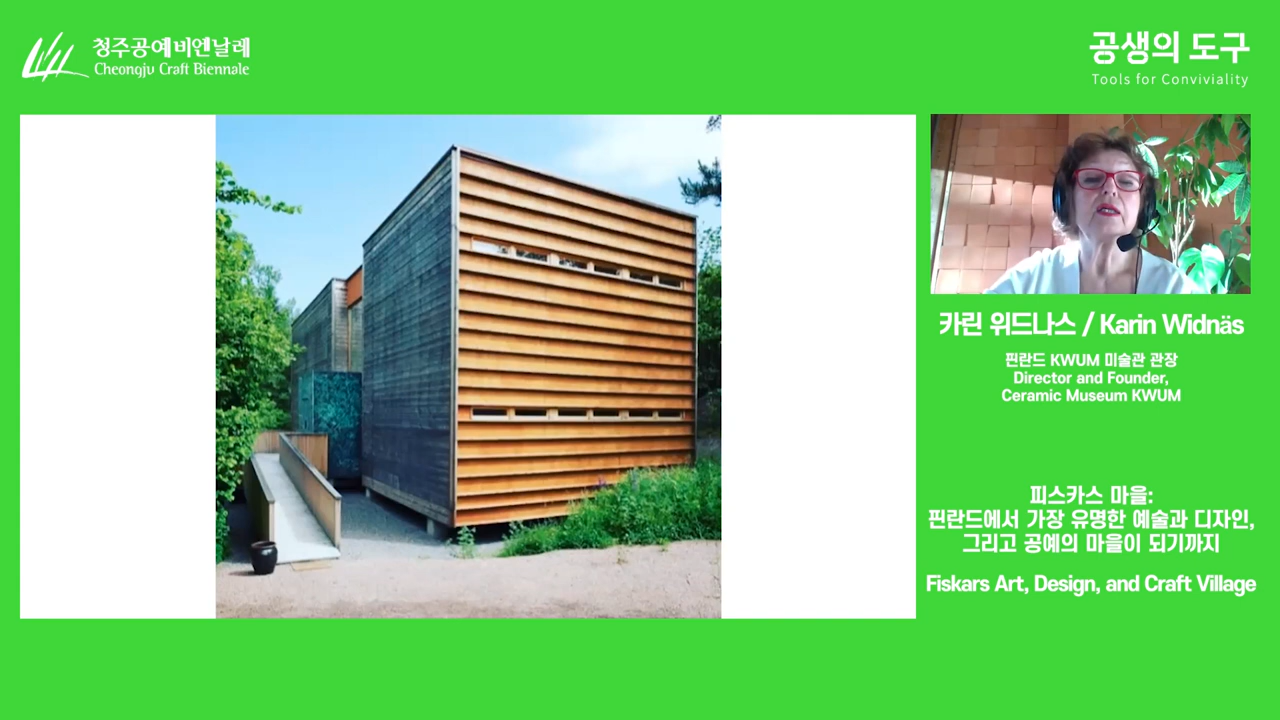 청주공예비엔날레
Cheongju Craft Biennale
공생의 도구
Tools for Conviviality
카린 위드나스 / Karin Widnäs
핀란드 KWUM 미술관 관장
Director and Founder,
Ceramic Museum KWUM
피스카스 마을:
핀란드에서 가장 유명한 예술과 디자인,
그리고 공예의 마을이 되기까지
Fiskars Art, Design, and Craft Village